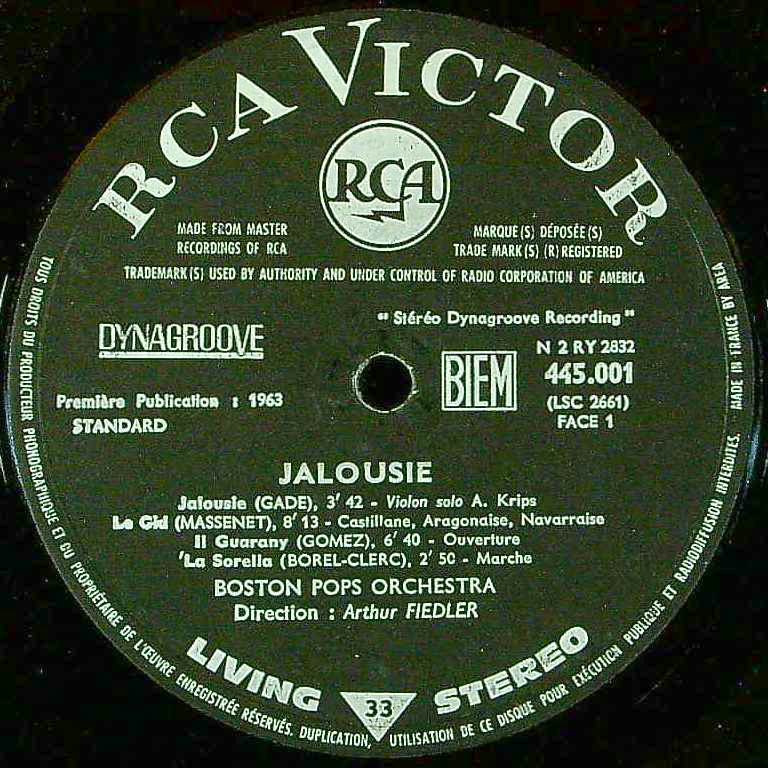 RCA VICTOR
RCA
MADE FROM MASTER
RECORDINGS OF RCA
MARQUE(S) DÉPOSÉE(S)
TRADE MARK(S) (R) REGISTERED
TRADEMARK(S) USED BY AUTHORITY AND UNDER CONTROL OF RADIO CORPORATION OF AMERICA
DYNAGROOVE
" Stéréo Dynagroove Recording "
BIEM
N 2 RY 2832
445.001
(LSC 2661)
FACE 1
Première Publication : 1963
STANDARD
JALOUSIE
Jalousie (GADE), 3' 42 - Violon solo A. Krips
Le Cid (MASSENET), 8' 13 - Castillane, Aragonaise, Navarraise
Il Guarany (GOMEZ), 6' 40 - Ouverture
'La Sorella (BOREL-CLERC), 2' 50 - Marche
BOSTON POPS ORCHESTRA
Direction : Arthur FIEDLER
LIVING 33 STEREO
TOUS DROITS DU PRODUCTEUR PHONOGRAPHIQUE ET DU PROPRIÉTAIRE DE L'ŒUVRE ENREGISTRÉE RÉSERVÉS. DUPLICATION, UTILISATION DE CE DISQUE POUR EXÉCUTION PUBLIQUE ET RADIODIFFUSION INTERDITES. MADE IN FRANCE BY AREA